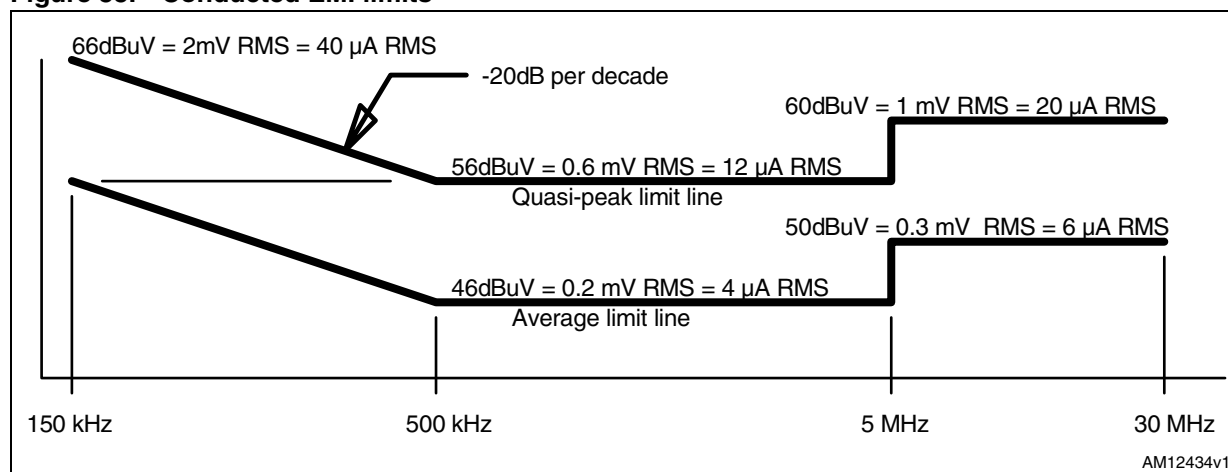 66dBuV = 2mV RMS = 40 µA RMS
-20dB per decade
60dBuV = 1 mV RMS = 20 µA RMS
56dBuV = 0.6 mV RMS = 12 µA RMS
Quasi-peak limit line
50dBuV = 0.3 mV RMS = 6 µA RMS
46dBuV = 0.2 mV RMS = 4 µA RMS
Average limit line
150 kHz
500 kHz
5 MHz
30 MHz
AM12434v1